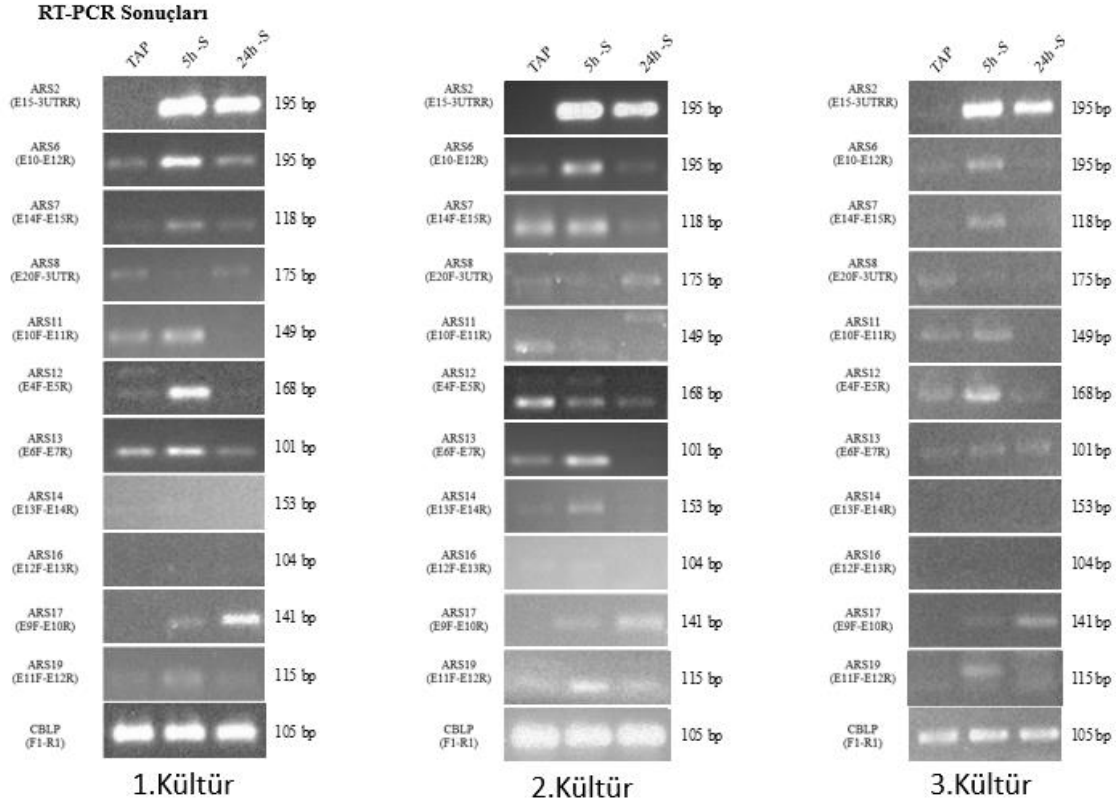 RT-PCR Sonuçları
TAP 5h -S 24h -S
ARS2
(E15-3UTRR)
195 bp
ARS6
(E10-E12R)
195 bp
ARS7
(E14F-E15R)
118 bp
ARS8
(E20F-3UTR)
175 bp
ARS11
(E10F-E11R)
149 bp
ARS12
(E4F-E5R)
168 bp
ARS13
(E6F-E7R)
101 bp
ARS14
(E13F-E14R)
153 bp
ARS16
(E12F-E13R)
104 bp
ARS17
(E9F-E10R)
141 bp
ARS19
(E11F-E12R)
115 bp
CBLP
(F1-R1)
105 bp
1.Kültür
TAP 5h -S 24h -S
ARS2
(E15-3UTRR)
195 bp
ARS6
(E10-E12R)
195 bp
ARS7
(E14F-E15R)
118 bp
ARS8
(E20F-3UTR)
175 bp
ARS11
(E10F-E11R)
149 bp
ARS12
(E4F-E5R)
168 bp
ARS13
(E6F-E7R)
101 bp
ARS14
(E13F-E14R)
153 bp
ARS16
(E12F-E13R)
104 bp
ARS17
(E9F-E10R)
141 bp
ARS19
(E11F-E12R)
115 bp
CBLP
(F1-R1)
105 bp
2.Kültür
TAP 5h -S 24h -S
ARS2
(E15-3UTRR)
195 bp
ARS6
(E10-E12R)
195 bp
ARS7
(E14F-E15R)
118 bp
ARS8
(E20F-3UTR)
175 bp
ARS11
(E10F-E11R)
149 bp
ARS12
(E4F-E5R)
168 bp
ARS13
(E6F-E7R)
101 bp
ARS14
(E13F-E14R)
153 bp
ARS16
(E12F-E13R)
104 bp
ARS17
(E9F-E10R)
141 bp
ARS19
(E11F-E12R)
115 bp
CBLP
(F1-R1)
105 bp
3.Kültür